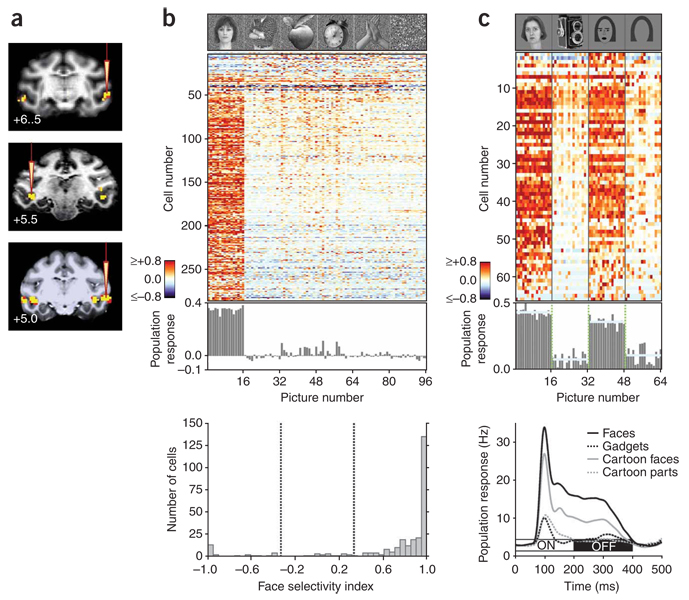 a
+6..5
+5.5
+5.0
b
Cell number
50
100
150
200
250
≥+0.8
0.0
≤–0.8
Population response
0.4
0.0
–0.1
16 32 48 64 80 96
Picture number
Number of cells
150
125
100
75
50
25
0
–1.0 –0.6 –0.2 0.2 0.6 1.0
Face selectivity index
c
Cell number
10
20
30
40
50
60
≥+0.8
0.0
≤–0.8
Population response
0.5
0.0
16 32 48 64
Picture number
Population response (Hz)
30
20
10
0
Faces
Gadgets
Cartoon faces
Cartoon parts
ON OFF
0 100 200 300 400 500
Time (ms)